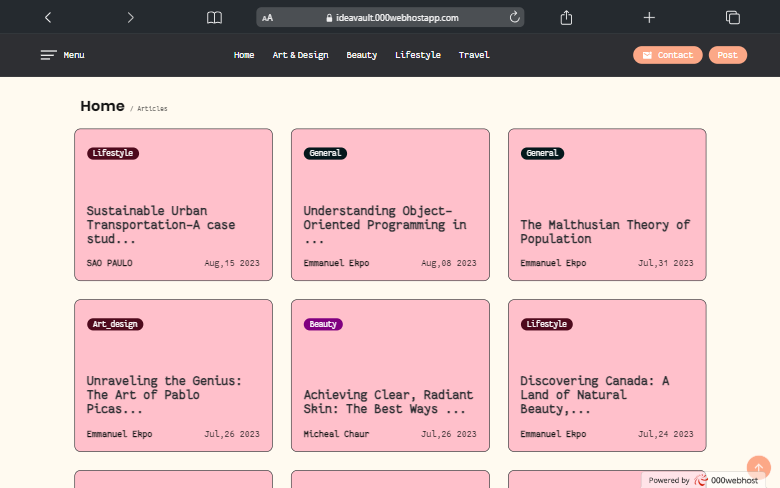 AA ideavault.000webhostapp.com
Menu Home Art & Design Beauty Lifestyle Travel Contact Post
Home / Articles
Lifestyle
Sustainable Urban
Transportation-A case
stud...
SAO PAULO Aug,15 2023
General
Understanding Object-
Oriented Programming in
...
Emmanuel Ekpo Aug,08 2023
General
The Malthusian Theory of
Population
Emmanuel Ekpo Jul,31 2023
Art_design
Unraveling the Genius:
The Art of Pablo
Picas...
Emmanuel Ekpo Jul,26 2023
Beauty
Achieving Clear, Radiant
Skin: The Best Ways ...
Micheal Chaur Jul,26 2023
Lifestyle
Discovering Canada: A
Land of Natural
Beauty,...
Emmanuel Ekpo Jul,24 2023
Powered by 000webhost